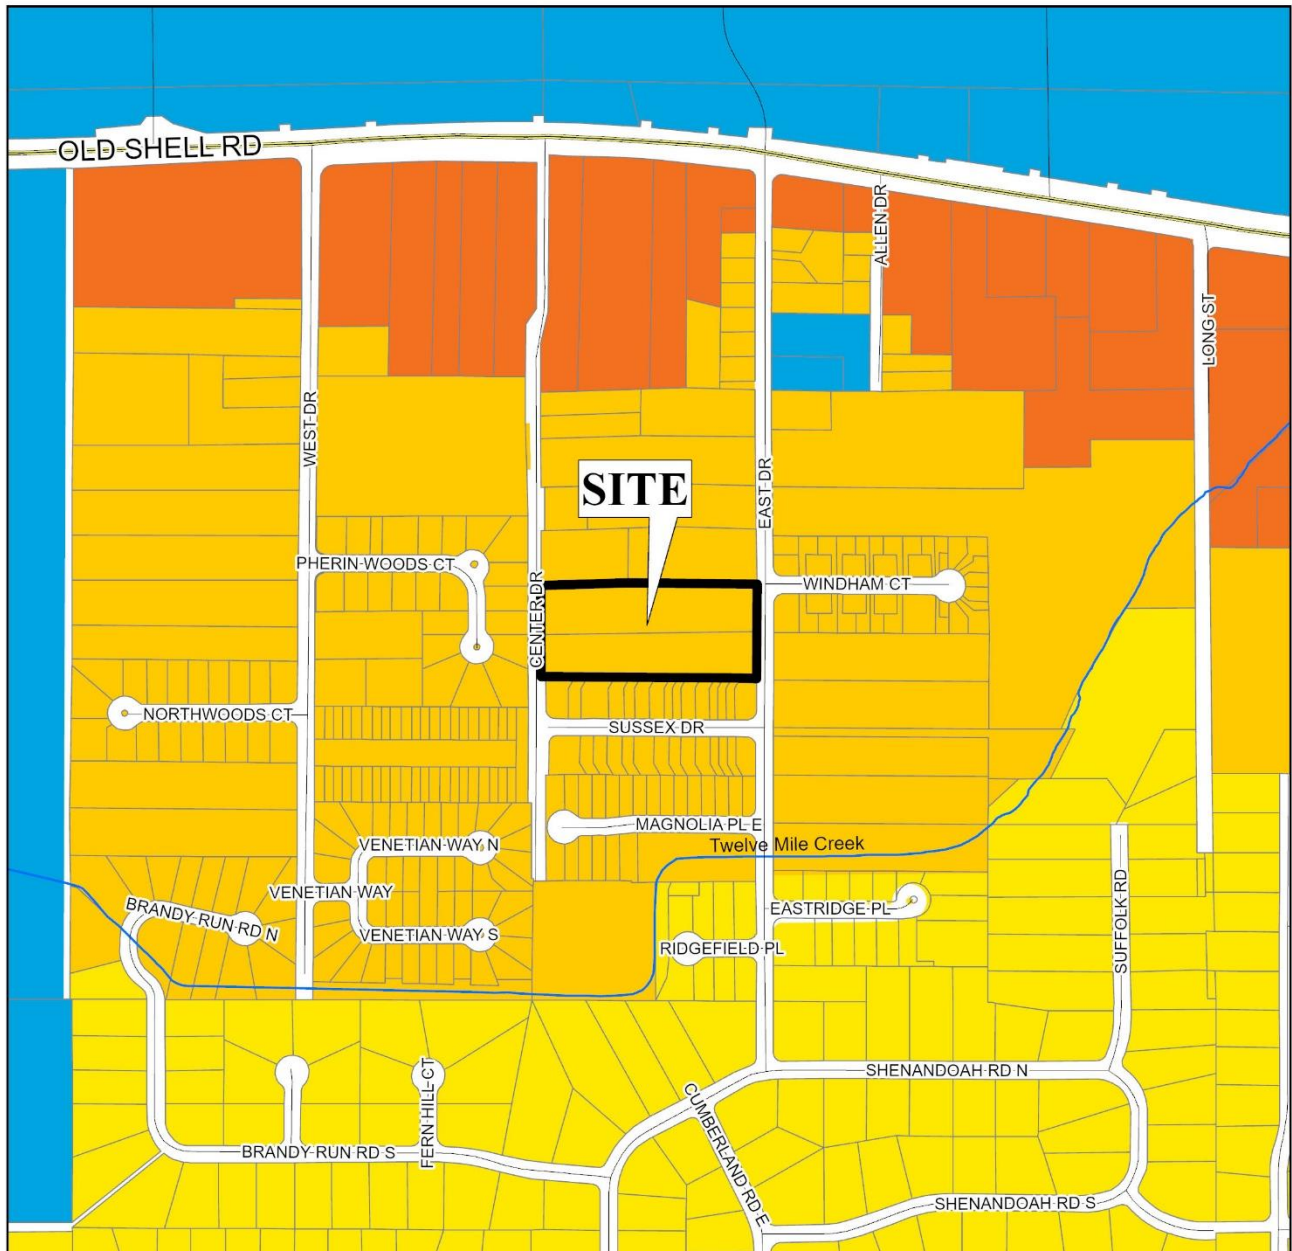 OLD SHELL RD
ALLEN DR
LONG ST
WEST DR
EAST DR
SITE
PHERIN WOODS CT
WINDHAM CT
CENTER DR
NORTHWOODS CT
SUSSEX DR
MAGNOLIA PL E
VENETIAN WAY N
Twelve Mile Creek
VENETIAN WAY
BRANDY RUN RD N
EASTRIDGE PL
VENETIAN WAY S
RIDGEFIELD PL
SUFFOLK RD
SHENANDOAH RD N
FERN HILL CT
CUMBERLAND RD E
BRANDY RUN RD S
SHENANDOAH RD S